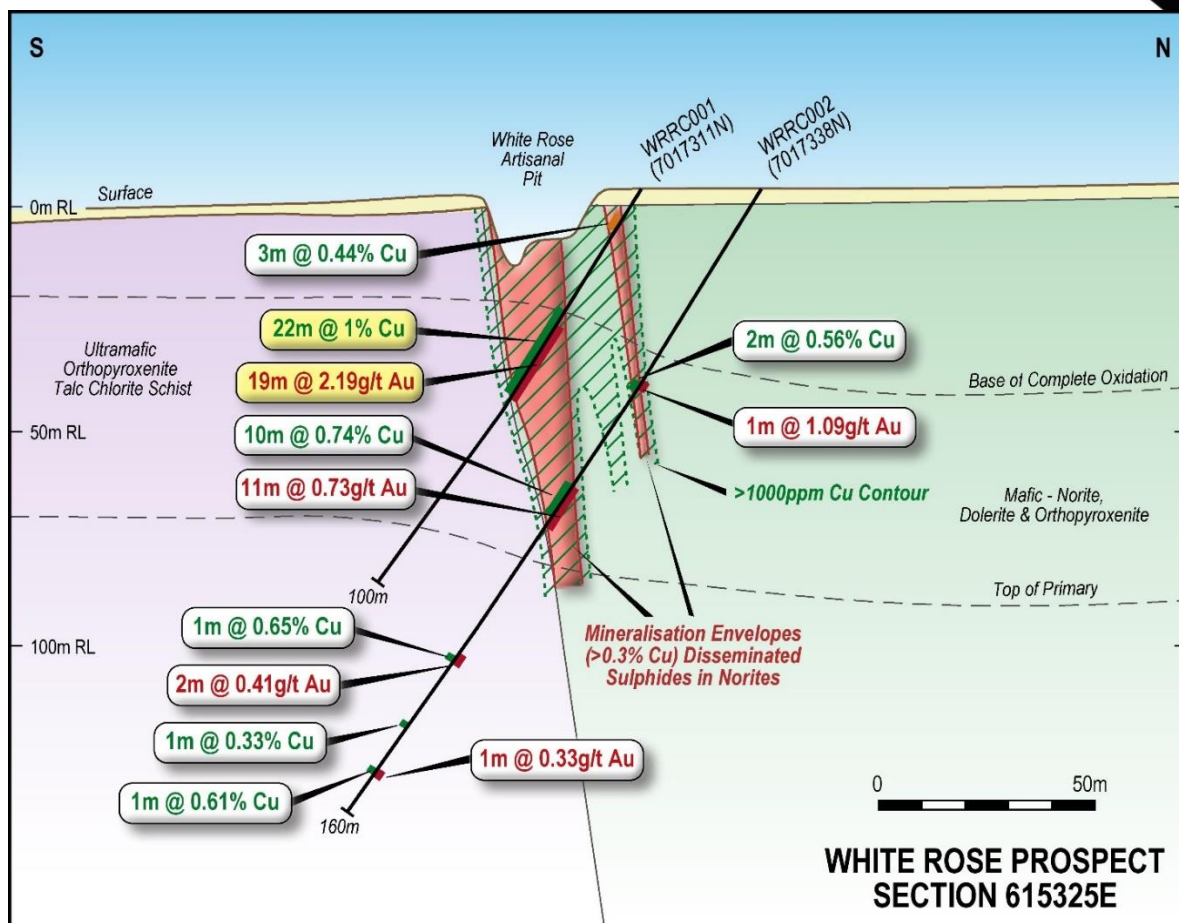 S
N
WRRC001
(7017311N)
WRRC002
(7017338N)
White Rose
Artisanal
Pit
Surface
0m RL
3m @ 0.44% Cu
22m @ 1% Cu
19m @ 2.19g/t Au
10m @ 0.74% Cu
11m @ 0.73g/t Au
Ultramafic
Orthopyroxenite
Talc Chlorite Schist
2m @ 0.56% Cu
1m @ 1.09g/t Au
Base of Complete Oxidation
50m RL
>1000ppm Cu Contour
Mafic - Norite,
Dolerite & Orthopyroxenite
Top of Primary
100m
100m RL
1m @ 0.65% Cu
2m @ 0.41g/t Au
1m @ 0.33% Cu
1m @ 0.61% Cu
1m @ 0.33g/t Au
160m
Mineralisation Envelopes
(>0.3% Cu) Disseminated
Sulphides in Norites
0
50m
WHITE ROSE PROSPECT
SECTION 615325E